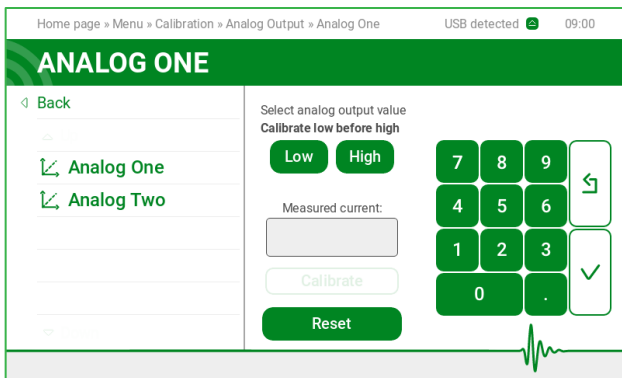 Home page » Menu » Calibration » Analog Output » Analog One
USB detected
09:00
ANALOG ONE
Back
Analog One
Analog Two
Select analog output value
Calibrate low before high
Low
High
Measured current:
Calibrate
Reset
7 8 9
4 5 6
1 2 3
0 .